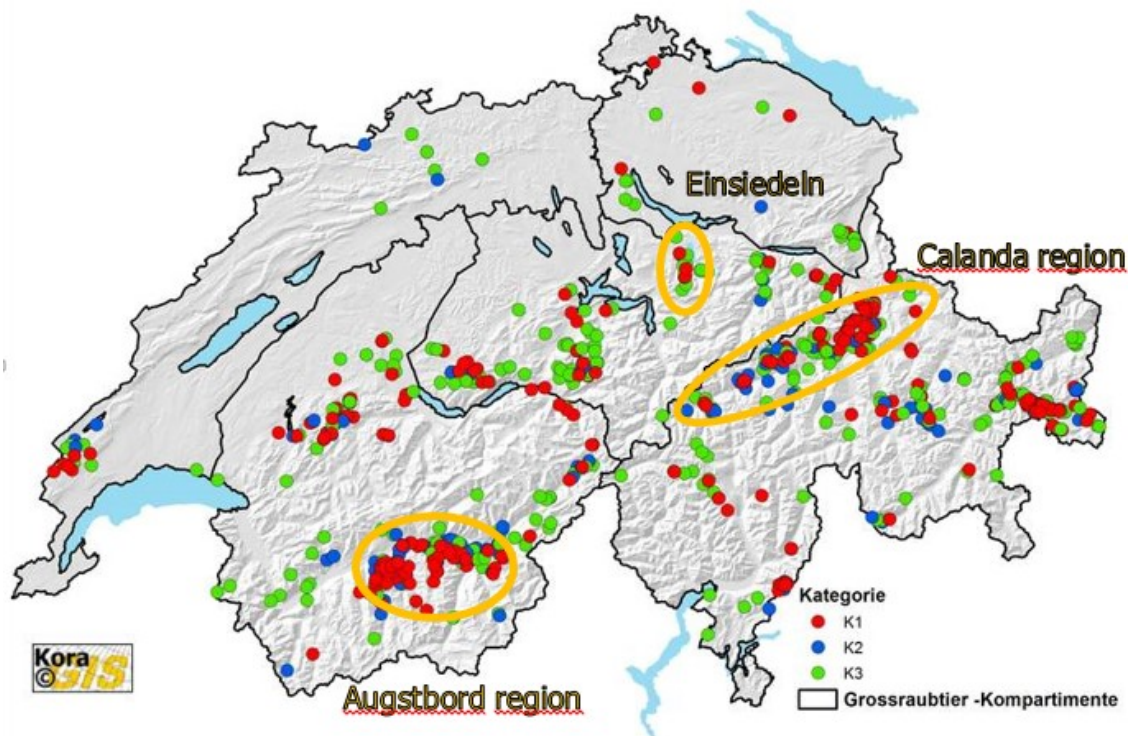 Einsiedeln
Calanda region
Kategorie
K1
K2
K3
Grossraubtier -Kompartimente
Kora
© GIS
Augstbord region